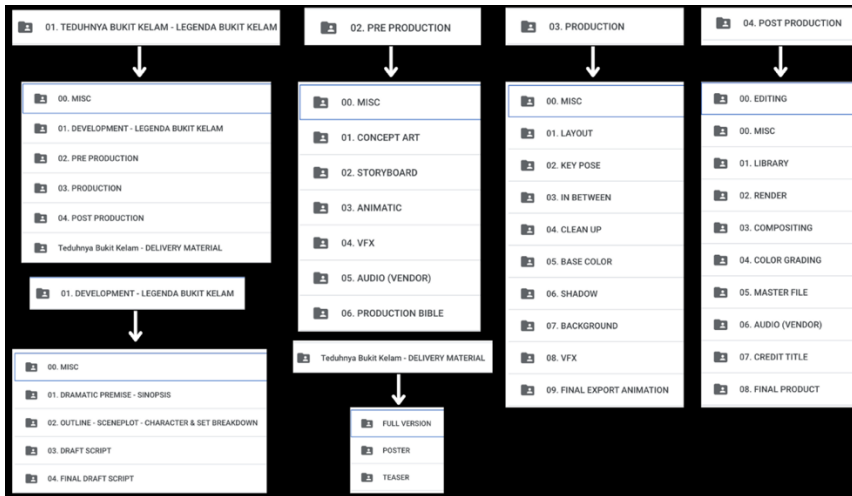 01. TEDUHNYA BUKIT KELAM - LEGENDA BUKIT KELAM
00. MISC
01. DEVELOPMENT - LEGENDA BUKIT KELAM
02. PRE PRODUCTION
03. PRODUCTION
04. POST PRODUCTION
Teduhnya Bukit Kelam - DELIVERY MATERIAL
01. DEVELOPMENT - LEGENDA BUKIT KELAM
00. MISC
01. DRAMATIC PREMISE - SINOPSIS
02. OUTLINE - SCENEPLOT - CHARACTER & SET BREAKDOWN
03. DRAFT SCRIPT
04. FINAL DRAFT SCRIPT
02. PRE PRODUCTION
00. MISC
01. CONCEPT ART
02. STORYBOARD
03. ANIMATIC
04. VFX
05. AUDIO (VENDOR)
06. PRODUCTION BIBLE
Teduhnya Bukit Kelam - DELIVERY MATERIAL
FULL VERSION
POSTER
TEASER
03. PRODUCTION
00. MISC
01. LAYOUT
02. KEY POSE
03. IN BETWEEN
04. CLEAN UP
05. BASE COLOR
06. SHADOW
07. BACKGROUND
08. VFX
09. FINAL EXPORT ANIMATION
04. POST PRODUCTION
00. EDITING
00. MISC
01. LIBRARY
02. RENDER
03. COMPOSITING
04. COLOR GRADING
05. MASTER FILE
06. AUDIO (VENDOR)
07. CREDIT TITLE
08. FINAL PRODUCT